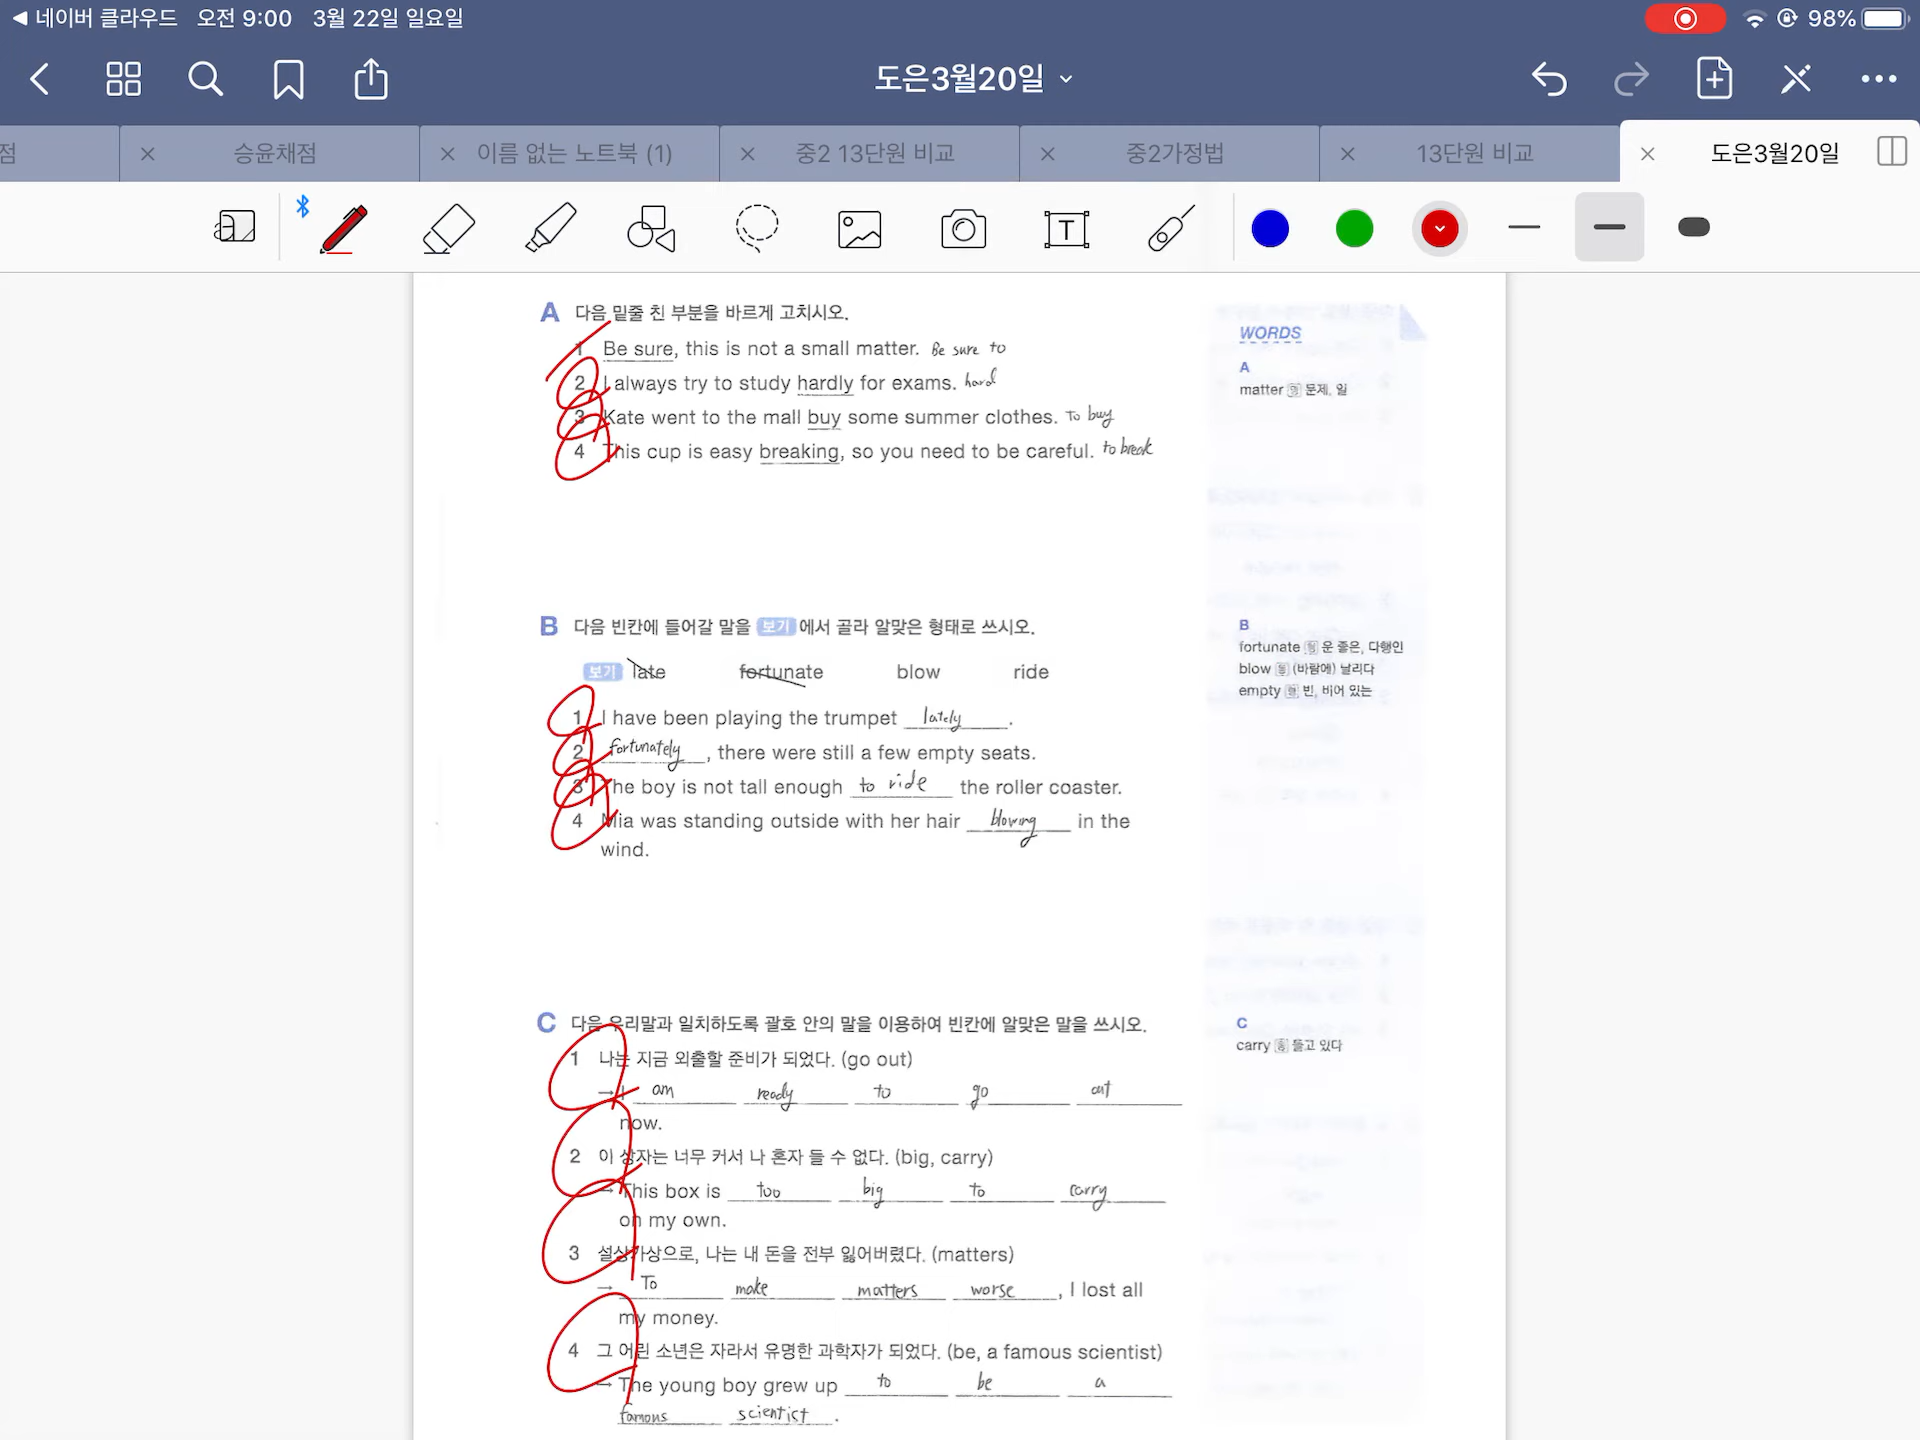 ◀ 네이버 클라우드 오전 9:00 3월 22일 일요일 98%
도은3월20일
점 승윤채점 이름 없는 노트북 (1) 중2 13단원 비교 중2가정법 13단원 비교 도은3월20일
A 다음 밑줄 친 부분을 바르게 고치시오.
1 Be sure, this is not a small matter. Be sure to
2 I always try to study hardly for exams. hard
3 Kate went to the mall buy some summer clothes. to buy
4 This cup is easy breaking, so you need to be careful. to break
WORDS
A
matter 명 문제, 일
B 다음 빈칸에 들어갈 말을 보기 에서 골라 알맞은 형태로 쓰시오.
보기 late fortunate blow ride
1 I have been playing the trumpet lately.
2 fortunately, there were still a few empty seats.
3 The boy is not tall enough to ride the roller coaster.
4 Mia was standing outside with her hair blowing in the
wind.
B
fortunate 형 운 좋은, 다행인
blow 동 (바람에) 날리다
empty 형 빈, 비어 있는
C 다음 우리말과 일치하도록 괄호 안의 말을 이용하여 빈칸에 알맞은 말을 쓰시오.
1 나는 지금 외출할 준비가 되었다. (go out)
→ I am ready to go out
now.
2 이 상자는 너무 커서 나 혼자 들 수 없다. (big, carry)
→ This box is too big to carry
on my own.
3 설상가상으로, 나는 내 돈을 전부 잃어버렸다. (matters)
→ To make matters worse, I lost all
my money.
4 그 어린 소년은 자라서 유명한 과학자가 되었다. (be, a famous scientist)
→ The young boy grew up to be a
famous scientist.
C
carry 동 들고 있다